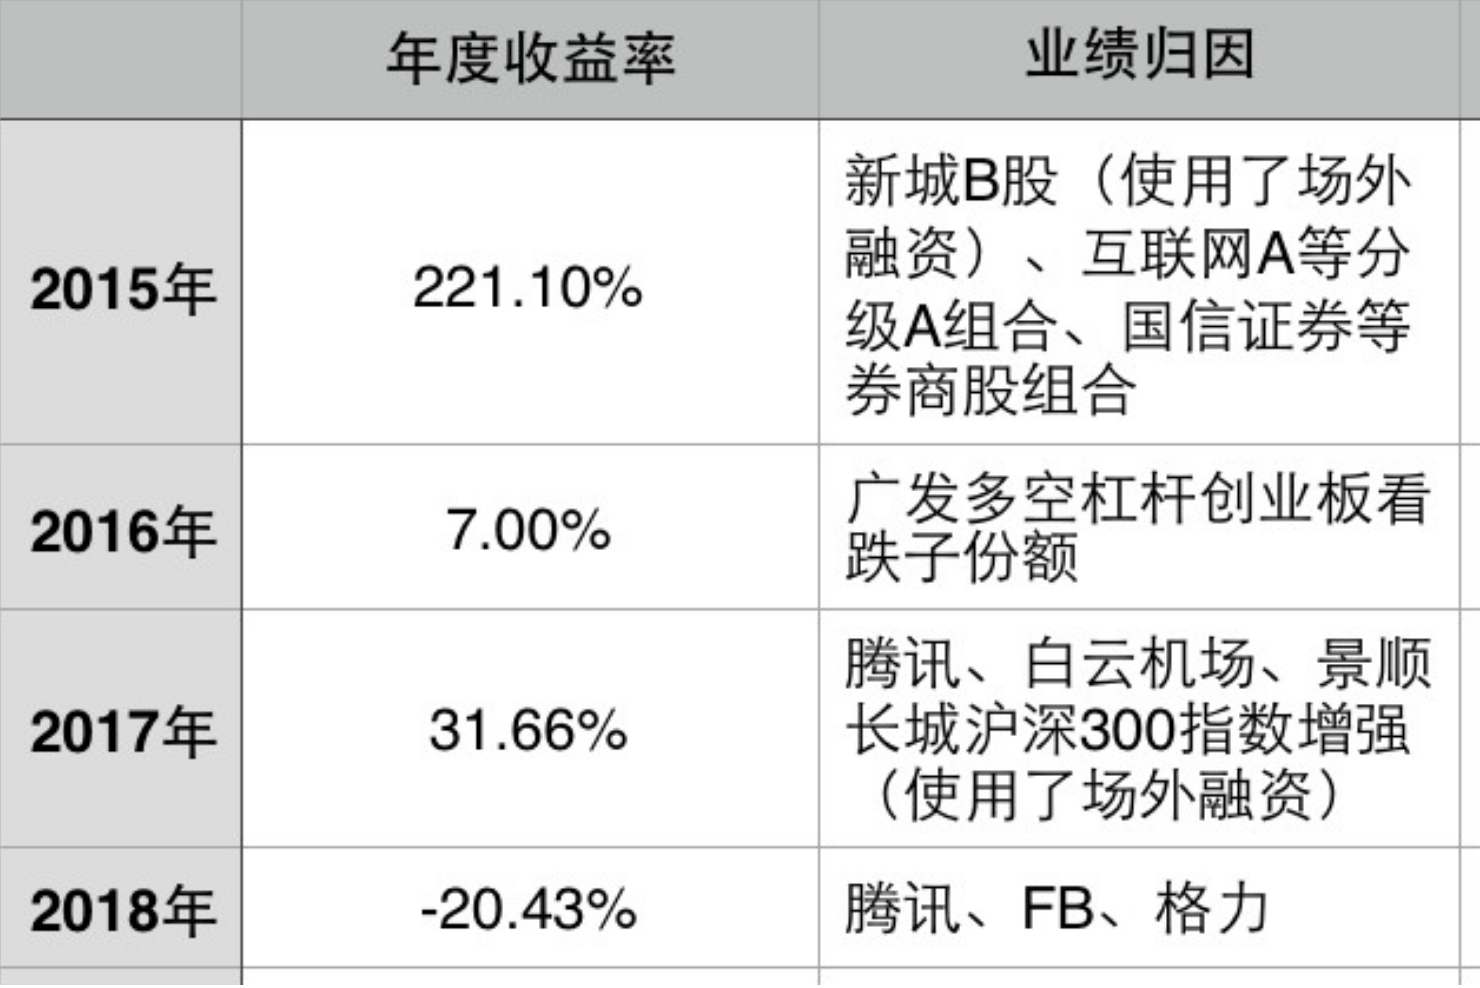 年度收益率 业绩归因
2015年 221.10% 新城B股（使用了场外
融资）、互联网A等分
级A组合、国信证券等
券商股组合
2016年 7.00% 广发多空杠杆创业板看
跌子份额
2017年 31.66% 腾讯、白云机场、景顺
长城沪深300指数增强
（使用了场外融资）
2018年 -20.43% 腾讯、FB、格力